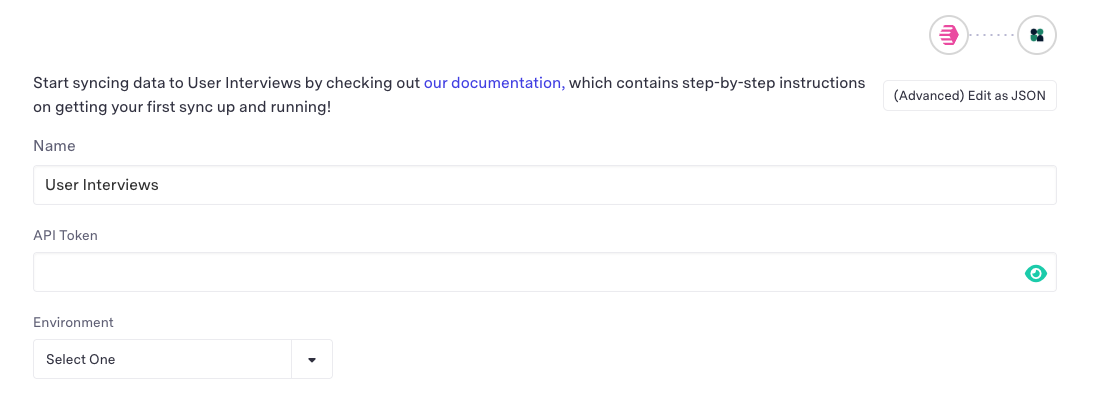 Start syncing data to User Interviews by checking out our documentation, which contains step-by-step instructions
on getting your first sync up and running!
(Advanced) Edit as JSON
Name
User Interviews
API Token
Environment
Select One